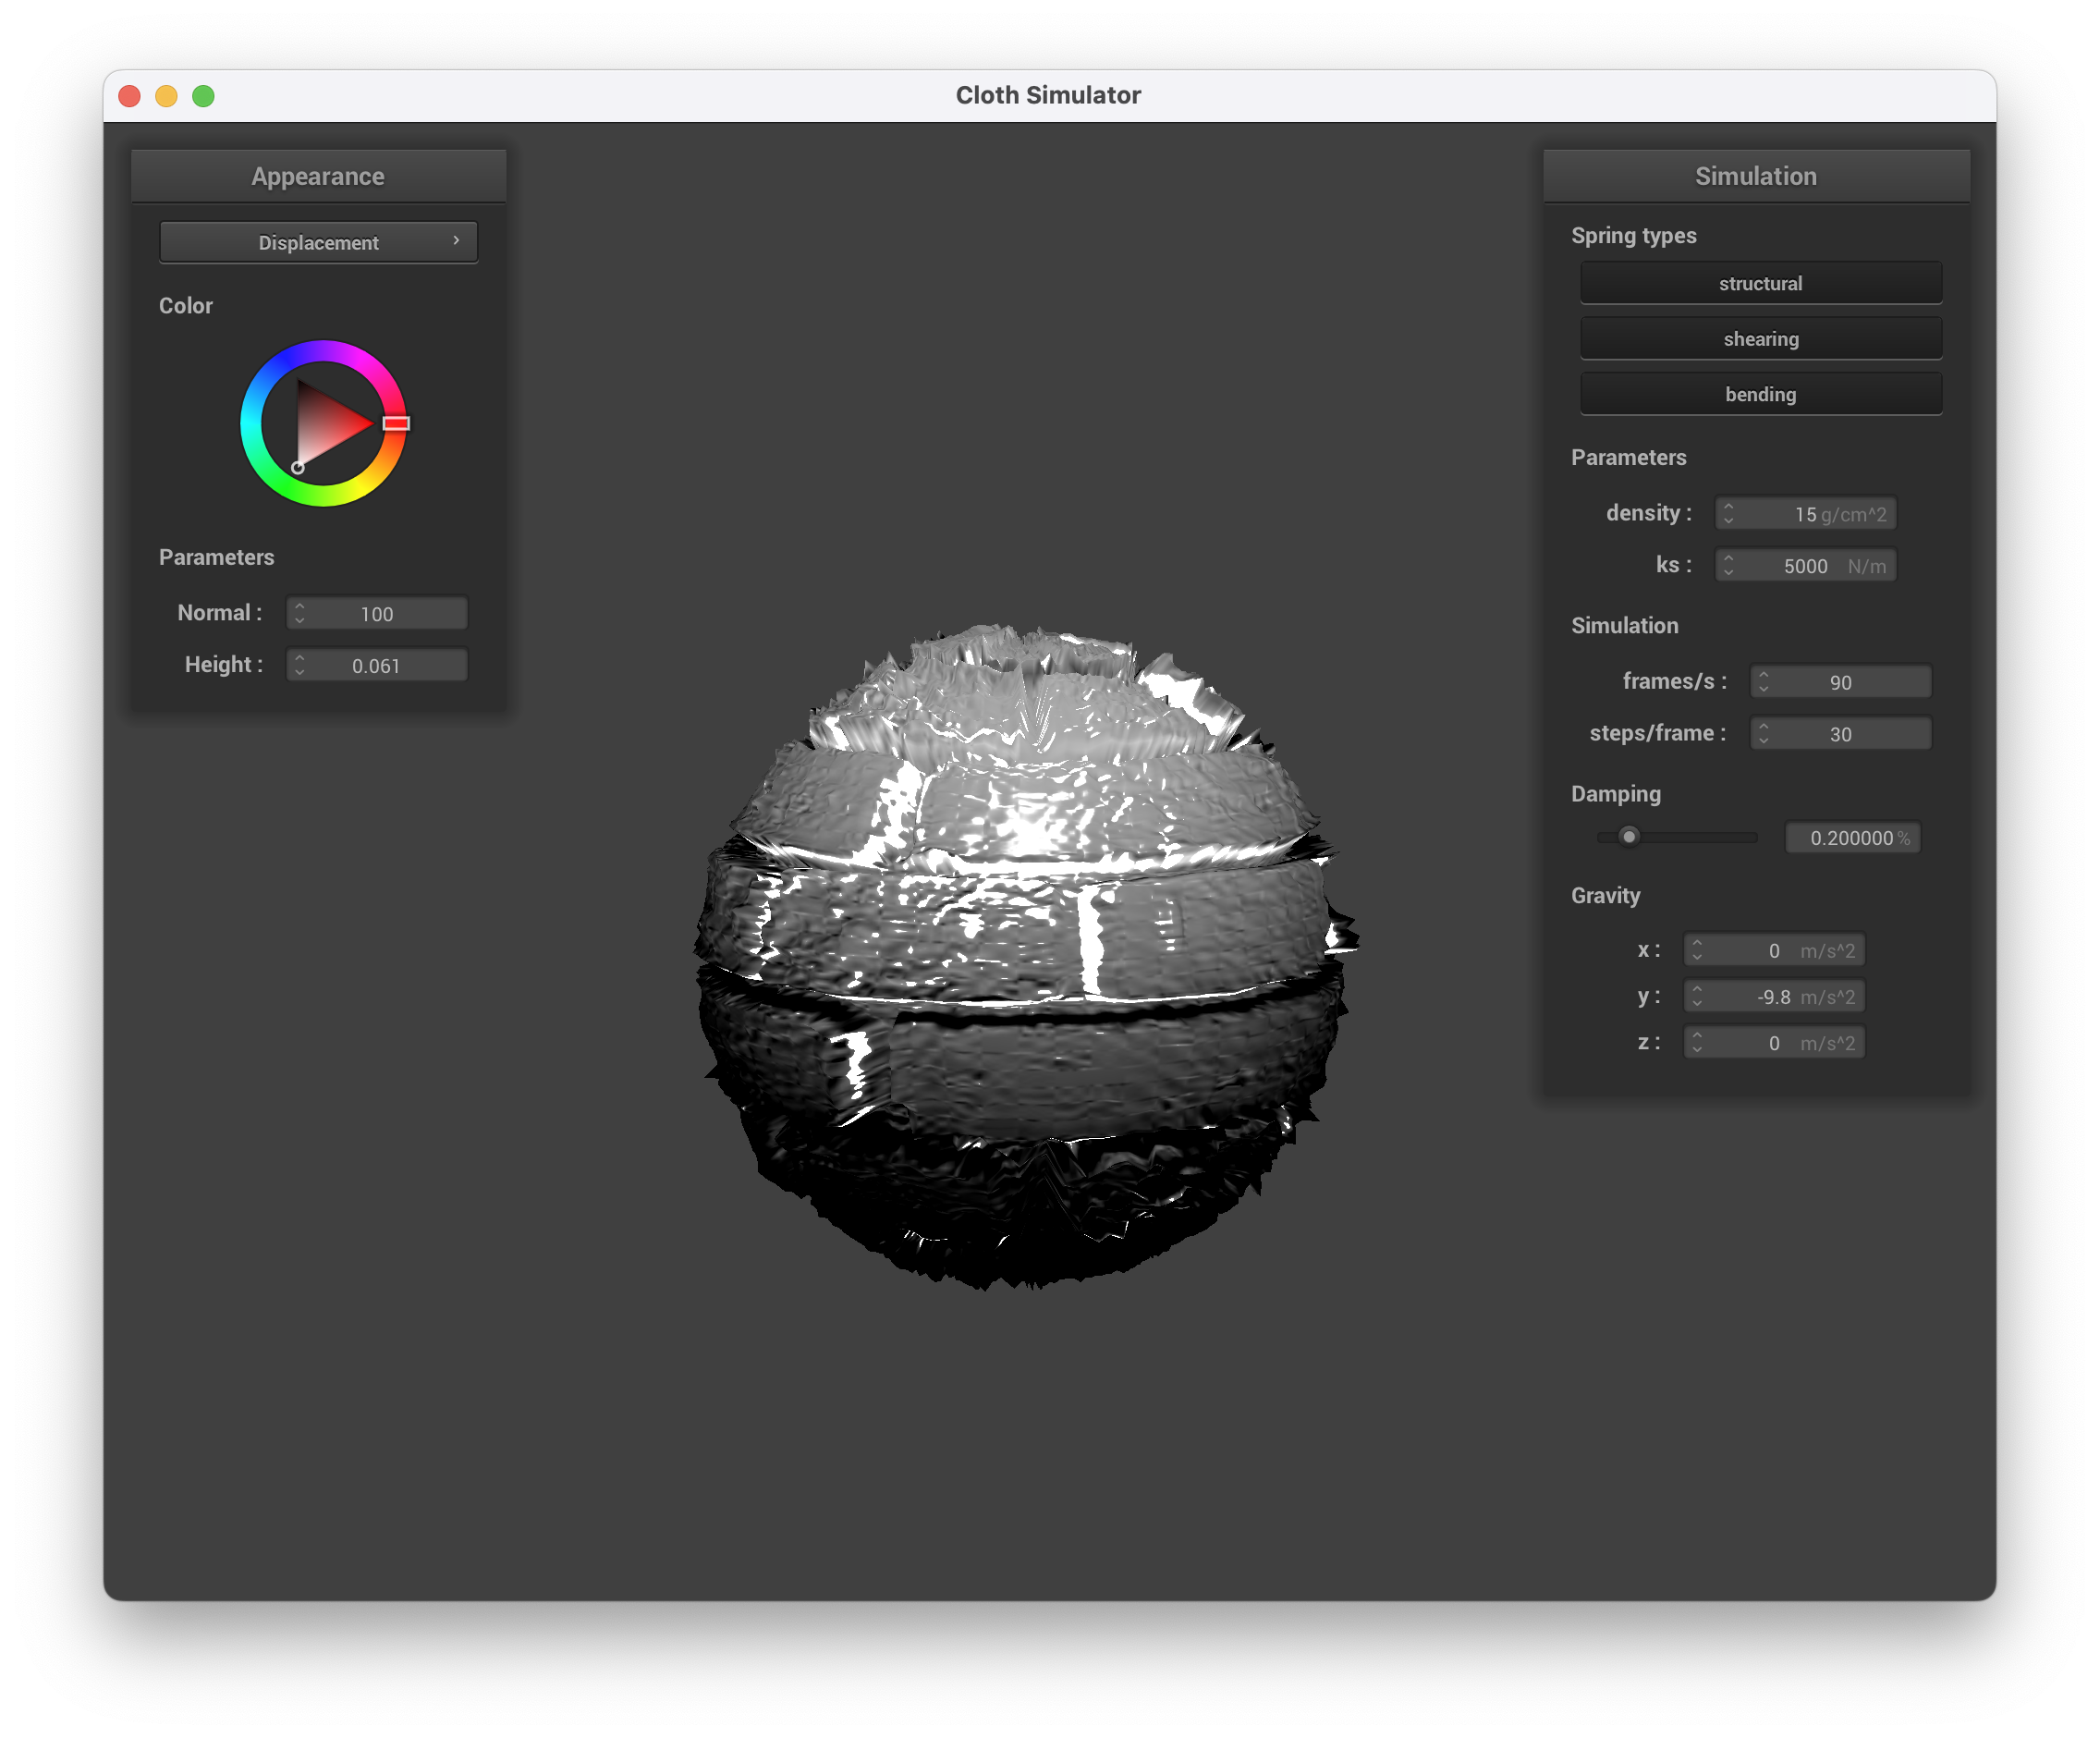 Cloth Simulator
Appearance
Displacement
Color
Parameters
Normal : 100
Height : 0.061
Simulation
Spring types
structural
shearing
bending
Parameters
density : 15 g/cm^2
ks : 5000 N/m
Simulation
frames/s : 90
steps/frame : 30
Damping
0.200000 %
Gravity
x : 0 m/s^2
y : -9.8 m/s^2
z : 0 m/s^2